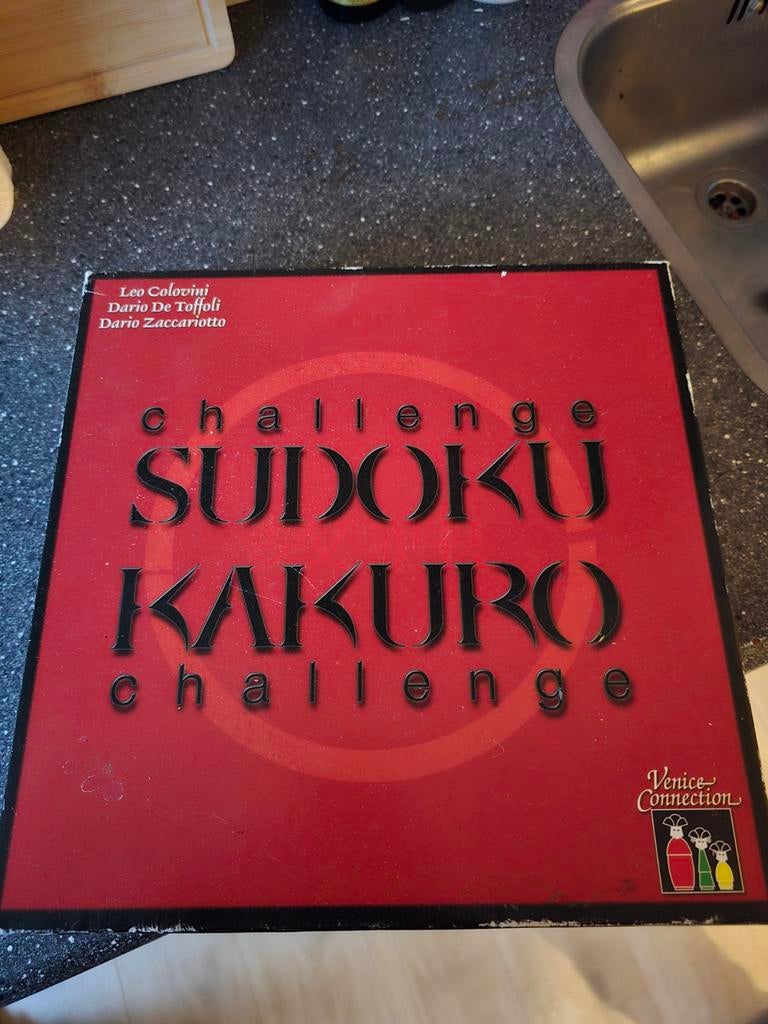 Leo Colovini
Dario De Toffoli
Dario Zaccariotto
challenge
SUDOKU
KAKURO
challenge
Venice
Connection